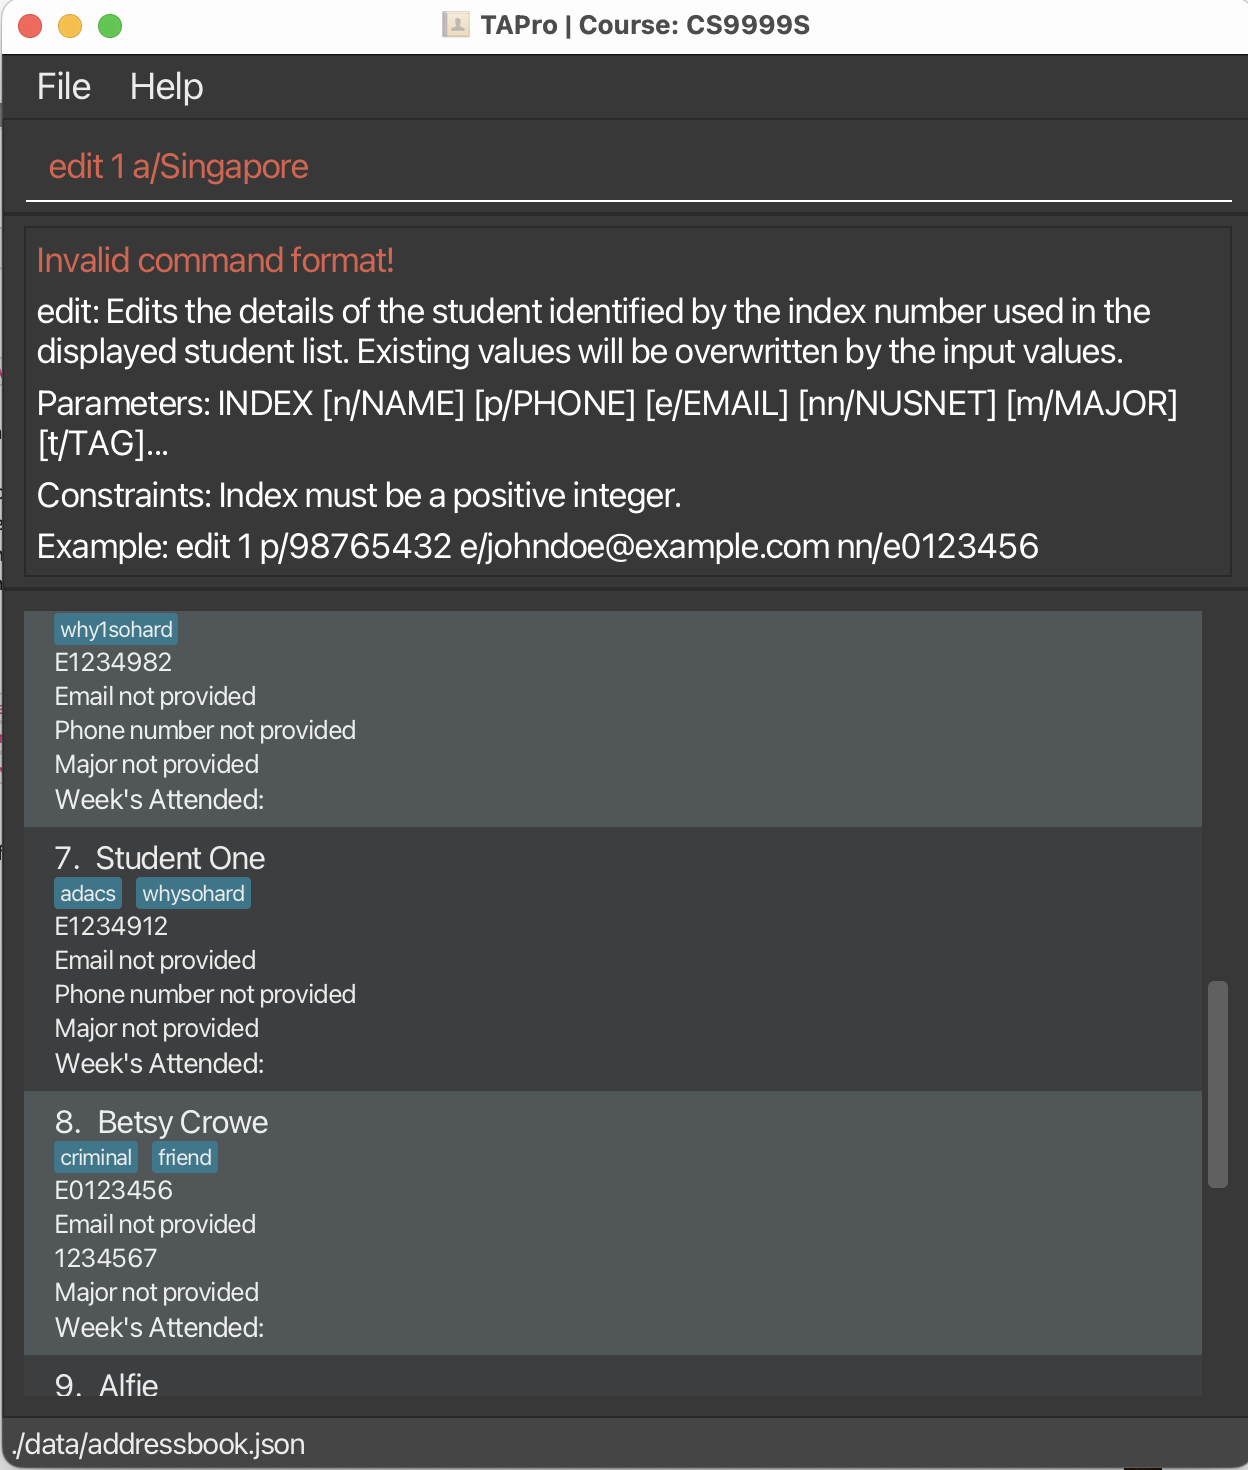 TAPro | Course: CS9999S
File Help
edit 1 a/Singapore
Invalid command format!
edit: Edits the details of the student identified by the index number used in the
displayed student list. Existing values will be overwritten by the input values.
Parameters: INDEX [n/NAME] [p/PHONE] [e/EMAIL] [nn/NUSNET] [m/MAJOR]
[t/TAG]...
Constraints: Index must be a positive integer.
Example: edit 1 p/98765432 e/johndoe@example.com nn/e0123456
why1sohard
E1234982
Email not provided
Phone number not provided
Major not provided
Week's Attended:
7. Student One
adacs whysohard
E1234912
Email not provided
Phone number not provided
Major not provided
Week's Attended:
8. Betsy Crowe
criminal friend
E0123456
Email not provided
1234567
Major not provided
Week's Attended:
9. Alfie
./data/addressbook.json